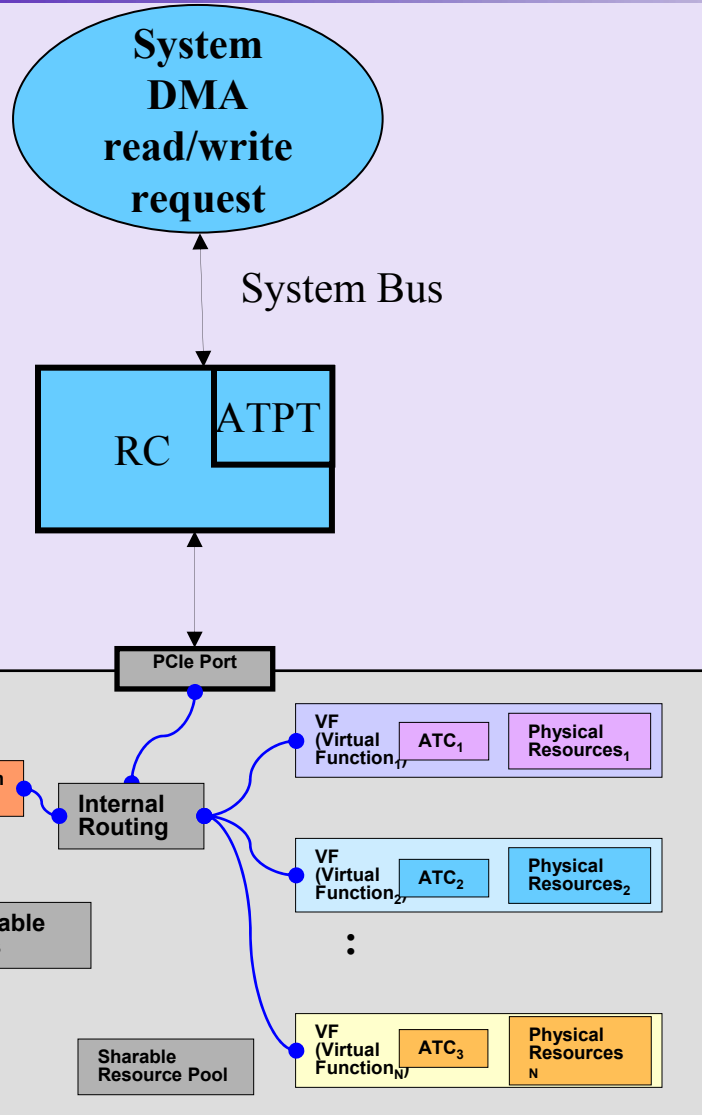 System
DMA
read/write
request
System Bus
RC
ATPT
PCIe Port
VF
(Virtual
Function₁)
ATC₁
Physical
Resources₁
Internal
Routing
VF
(Virtual
Function₂)
ATC₂
Physical
Resources₂
:
VF
(Virtual
Function_N)
ATC₃
Physical
Resources
N
Sharable
Resource Pool